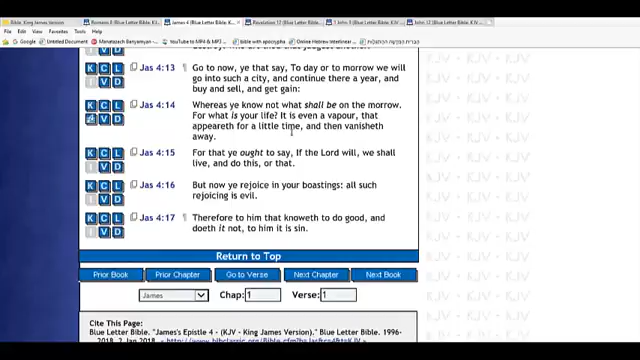 Bible, King James Version
Romans 8 (Blue Letter Bible: K
James 4 (Blue Letter Bible: K
Revelation 12 (Blue Letter Bible
1 John 3 (Blue Letter Bible: KJV
John 12 (Blue Letter Bible: KJV
File Edit View Favorites Tools Help
Google Untitled Document Manatzach Benyamyan YouTube to MP4 & MP3 bible with apocrypha Online Hebrew Interlinear
K C L
I V D
K C L Jas 4:13 ¶ Go to now, ye that say, To day or to morrow we will
I V D go into such a city, and continue there a year, and
buy and sell, and get gain:
K C L Jas 4:14 Whereas ye know not what shall be on the morrow.
V D For what is your life? It is even a vapour, that
appeareth for a little time, and then vanisheth
away.
K C L Jas 4:15 For that ye ought to say, If the Lord will, we shall
I V D live, and do this, or that.
K C L Jas 4:16 But now ye rejoice in your boastings: all such
I V D rejoicing is evil.
K C L Jas 4:17 ¶ Therefore to him that knoweth to do good, and
I V D doeth it not, to him it is sin.
Return to Top
Prior Book Prior Chapter Go to Verse Next Chapter Next Book
James Chap: 1 Verse: 1
Cite This Page:
Blue Letter Bible. "James's Epistle 4 - (KJV - King James Version)." Blue Letter Bible. 1996-
2018. 2 Jan 2018.